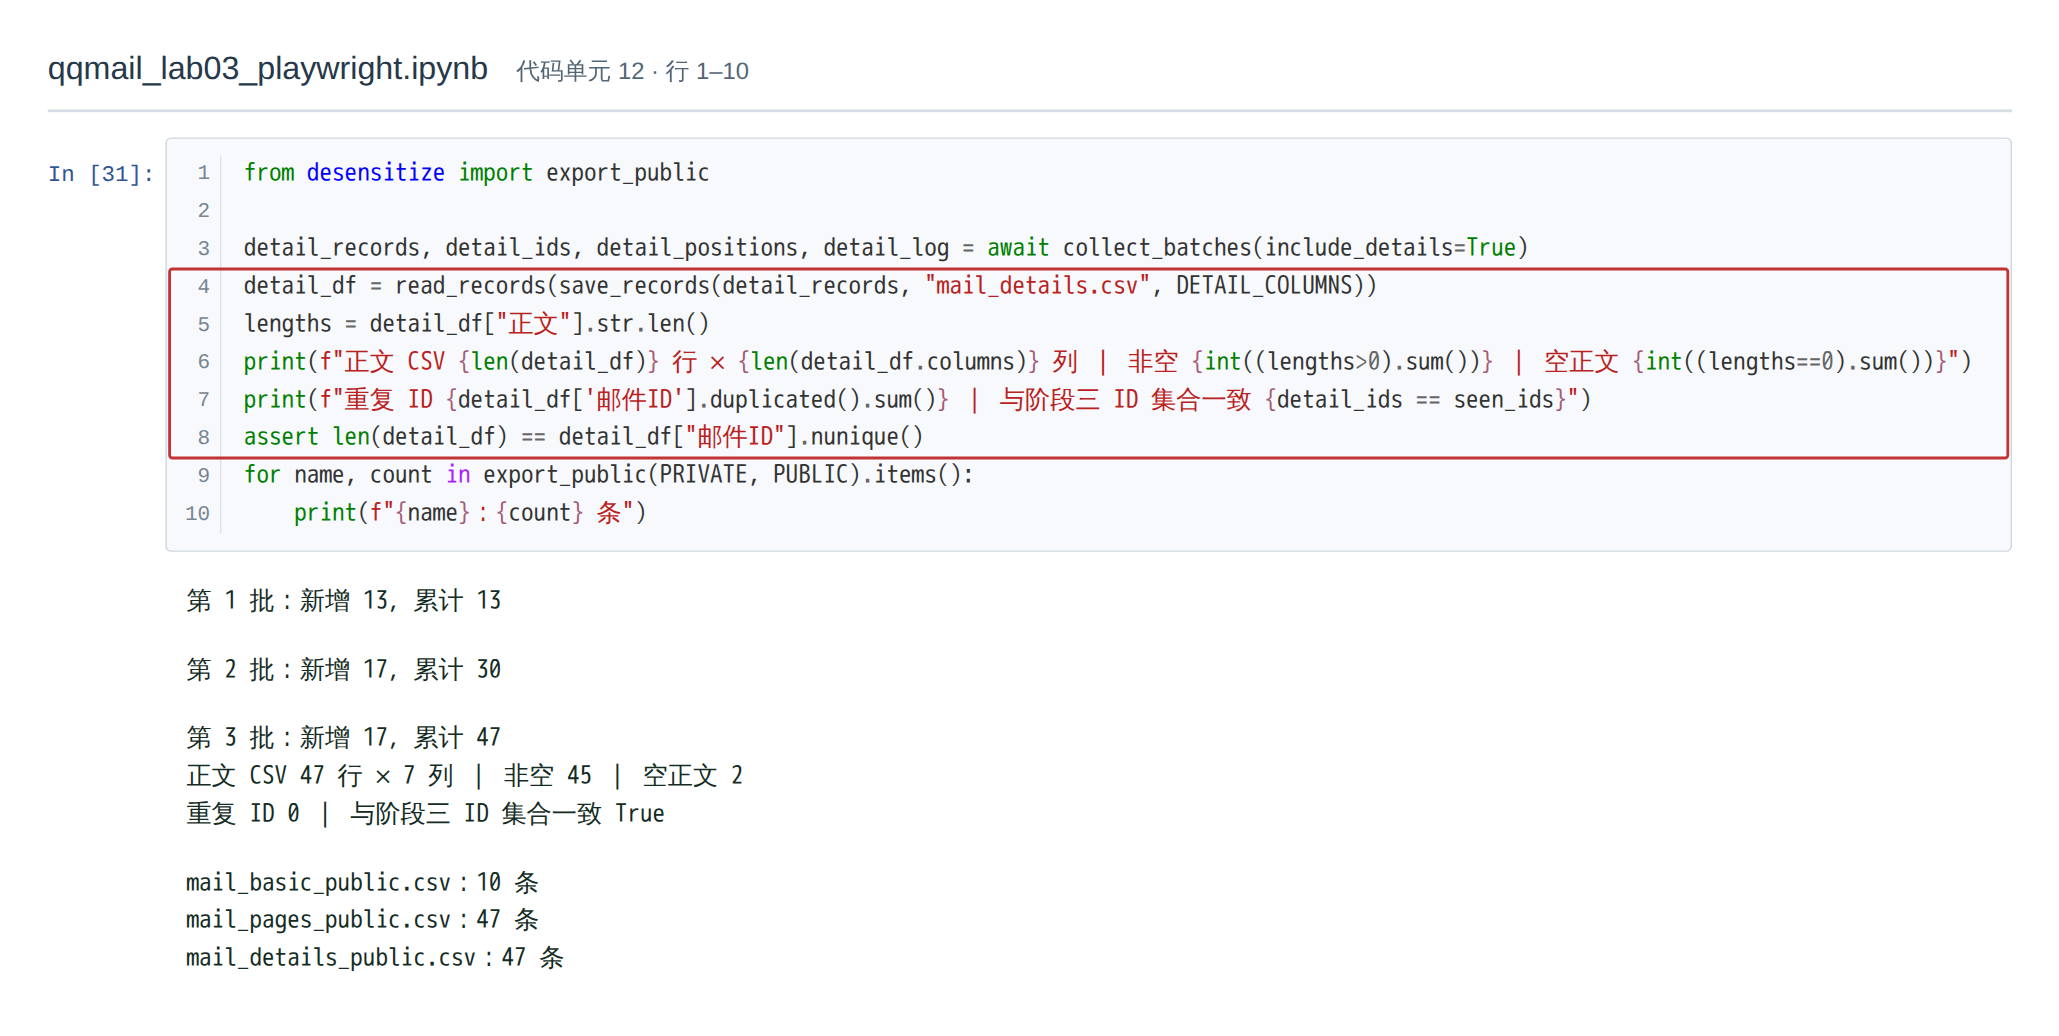 qqmail_lab03_playwright.ipynb 代码单元 12 · 行 1–10
In [31]:
1 from desensitize import export_public
2
3 detail_records, detail_ids, detail_positions, detail_log = await collect_batches(include_details=True)
4 detail_df = read_records(save_records(detail_records, "mail_details.csv", DETAIL_COLUMNS))
5 lengths = detail_df["正文"].str.len()
6 print(f"正文 CSV {len(detail_df)} 行 × {len(detail_df.columns)} 列 | 非空 {int((lengths>0).sum())} | 空正文 {int((lengths==0).sum())}")
7 print(f"重复 ID {detail_df['邮件ID'].duplicated().sum()} | 与阶段三 ID 集合一致 {detail_ids == seen_ids}")
8 assert len(detail_df) == detail_df["邮件ID"].nunique()
9 for name, count in export_public(PRIVATE, PUBLIC).items():
10     print(f"{name}：{count} 条")
第 1 批：新增 13, 累计 13
第 2 批：新增 17, 累计 30
第 3 批：新增 17, 累计 47
正文 CSV 47 行 × 7 列 | 非空 45 | 空正文 2
重复 ID 0 | 与阶段三 ID 集合一致 True
mail_basic_public.csv：10 条
mail_pages_public.csv：47 条
mail_details_public.csv：47 条